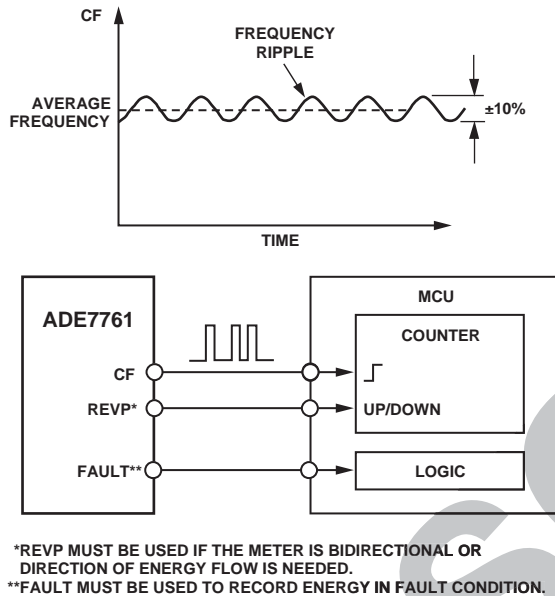 CF
FREQUENCY
RIPPLE
AVERAGE
FREQUENCY
±10%
TIME
ADE7761
MCU
COUNTER
CF
REVP*
UP/DOWN
FAULT**
LOGIC
*REVP MUST BE USED IF THE METER IS BIDIRECTIONAL OR
DIRECTION OF ENERGY FLOW IS NEEDED.
**FAULT MUST BE USED TO RECORD ENERGY IN FAULT CONDITION.